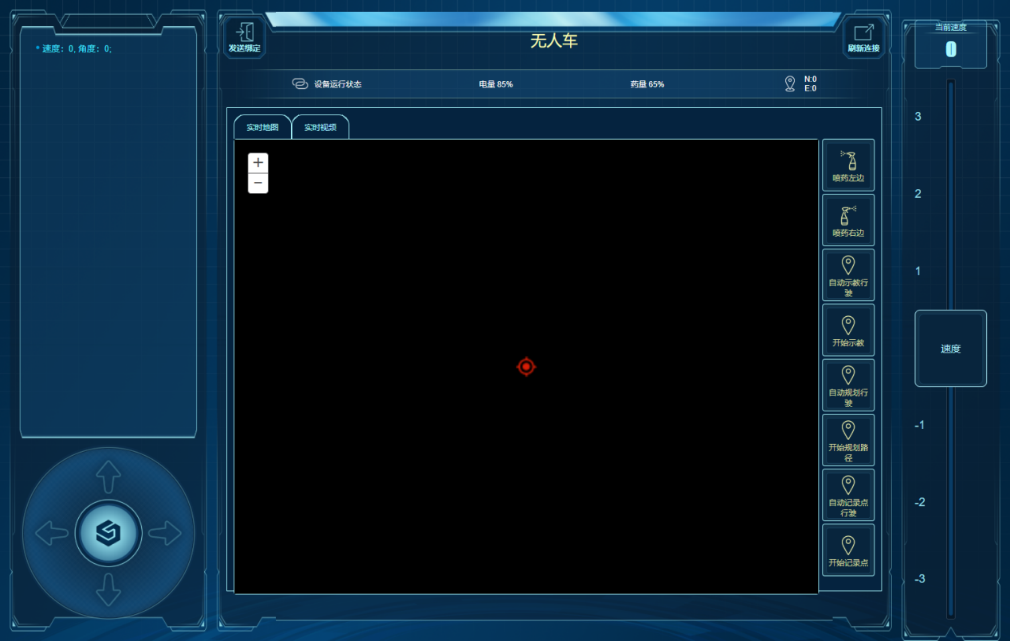 * 速度：0, 角度：0;
发送绑定
无人车
刷新连接
设备运行状态
电量 85%
药量 65%
N:0
E:0
实时地图
实时视频
+
−
喷药左边
喷药右边
自动示教行
驶
开始示教
自动规划行
驶
开始规划路
径
自动记录点
行驶
开始记录点
当前速度
0
3
2
1
速度
-1
-2
-3